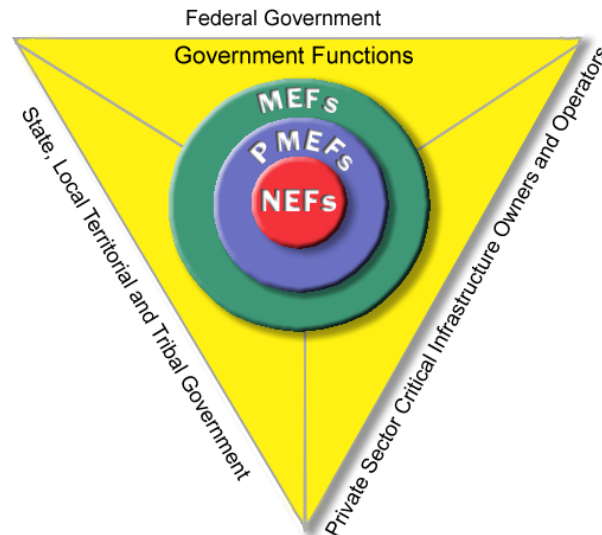 Federal Government
Government Functions
MEFs
PMEFs
NEFs
State, Local Territorial and Tribal Government
Private Sector Critical Infrastructure Owners and Operators